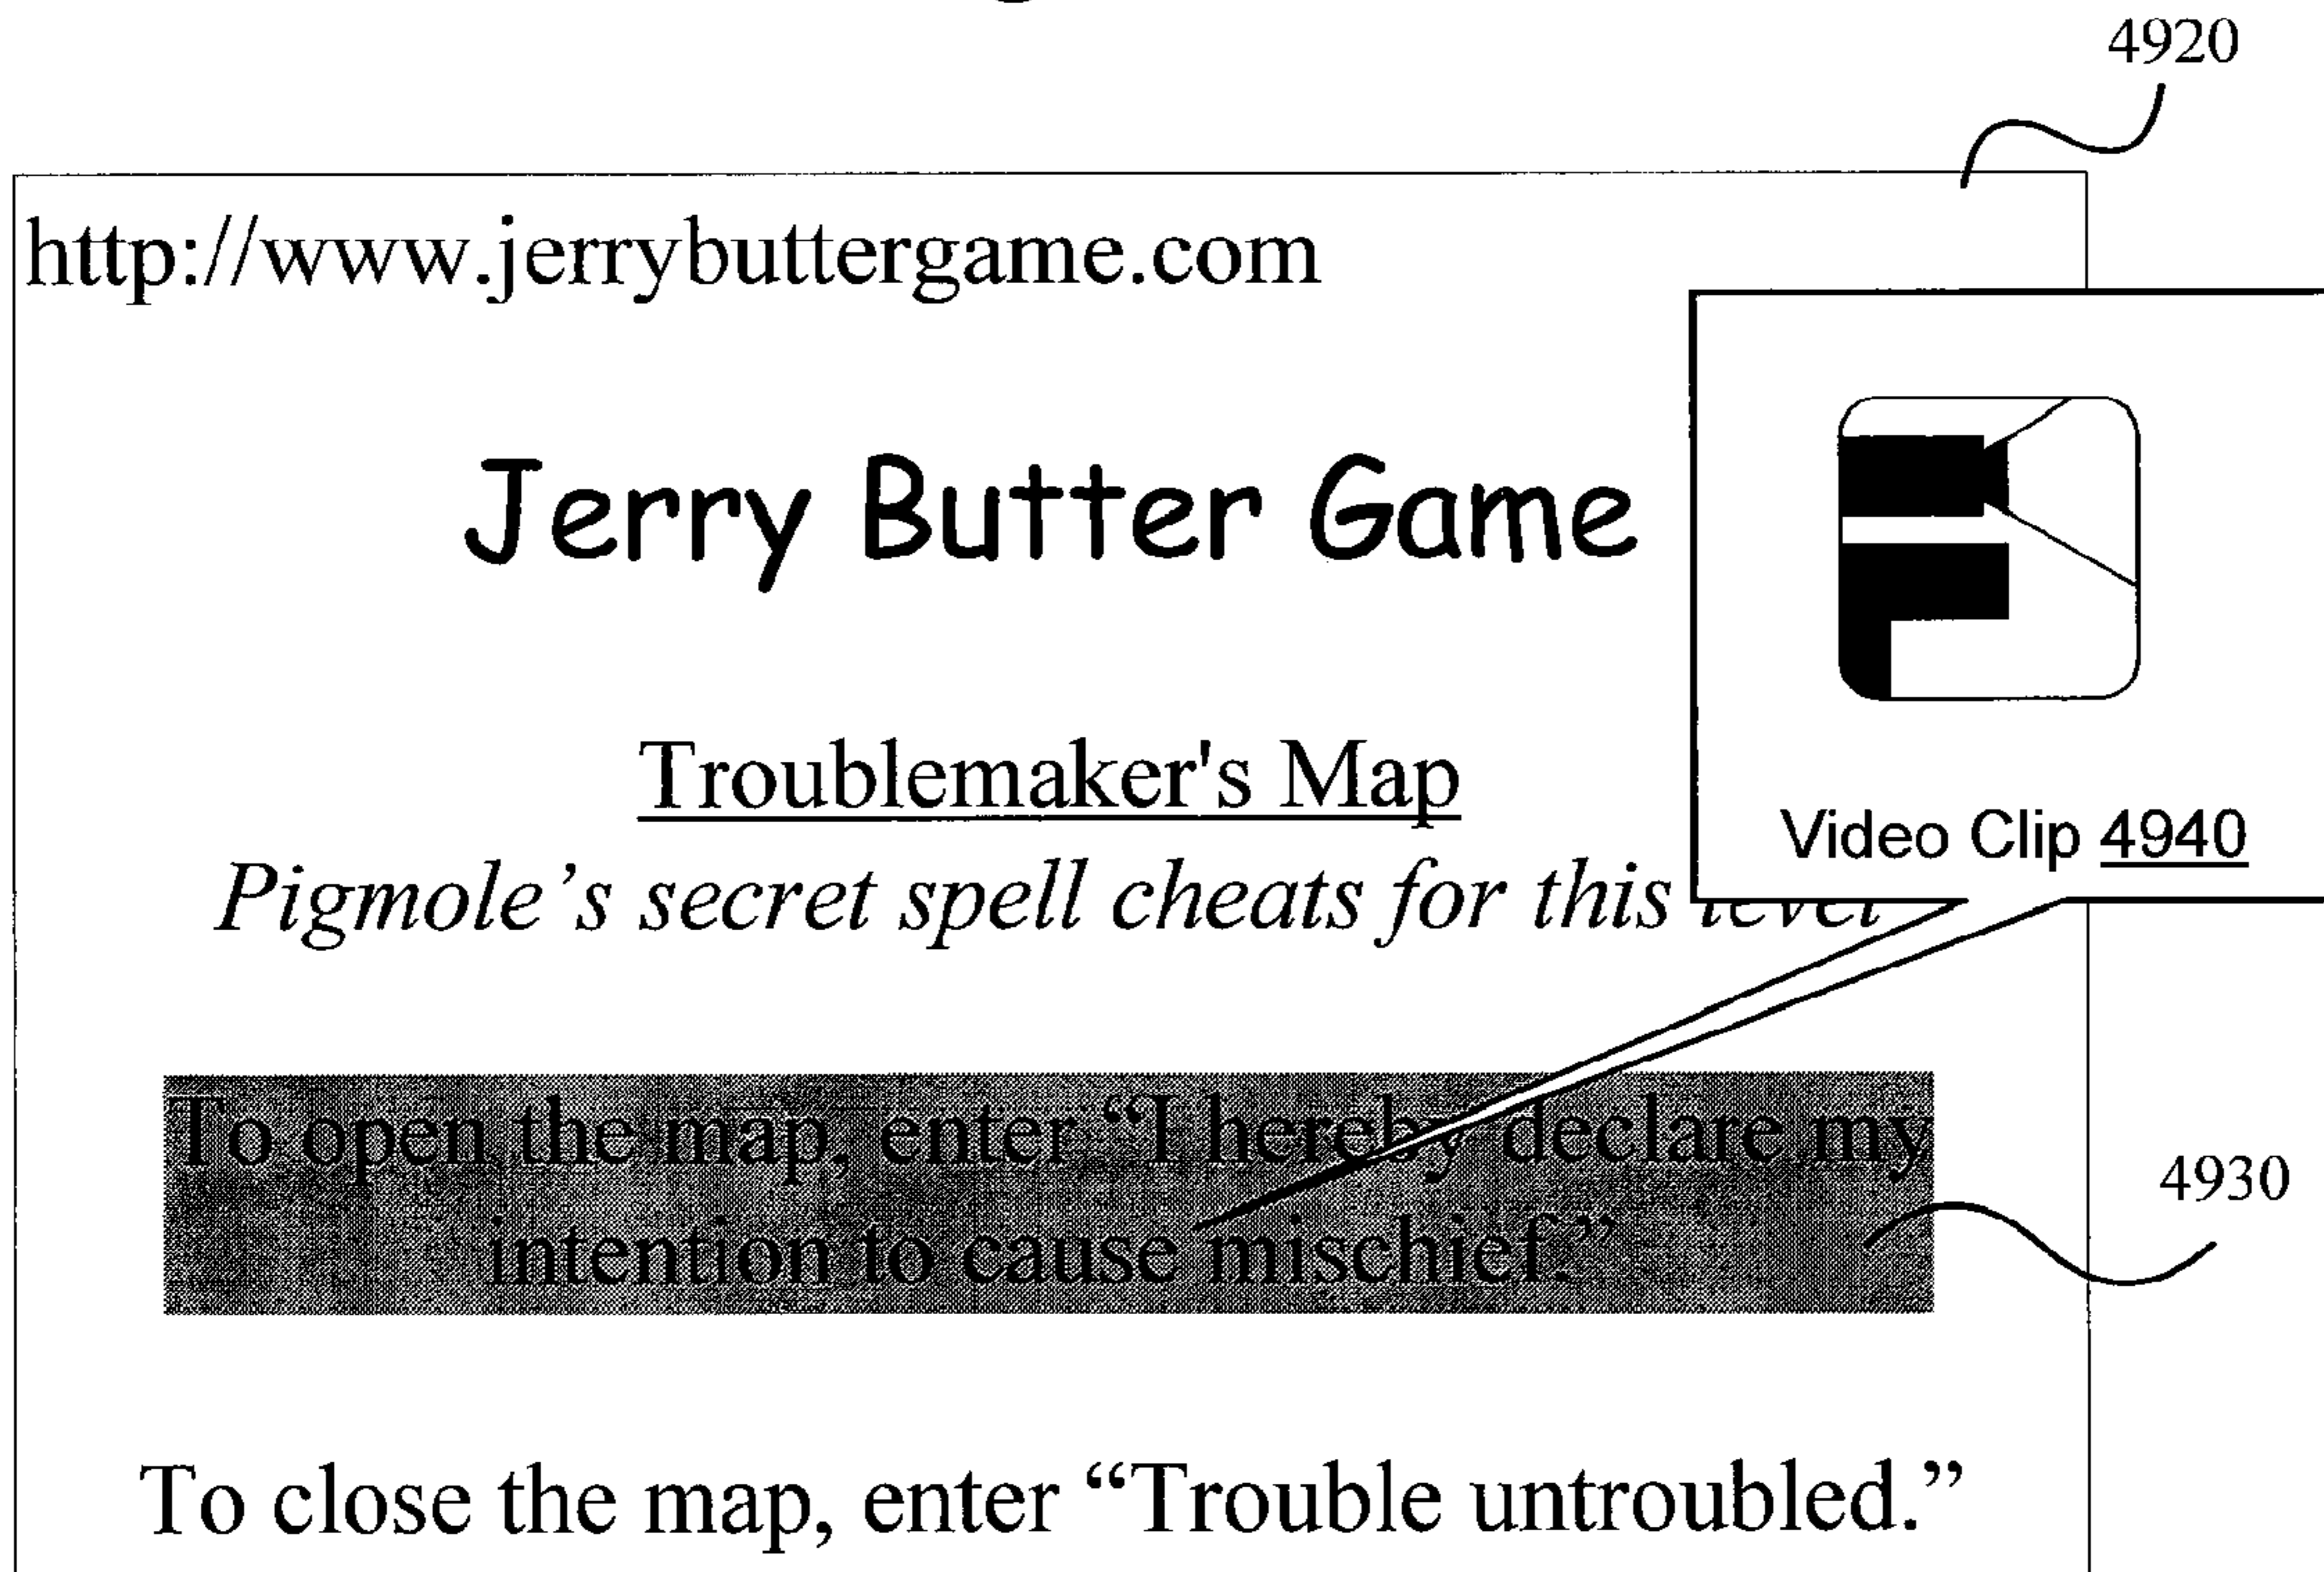 4920
http://www.jerrybuttergame.com
Jerry Butter Game
Video Clip 4940
Troublemaker's Map
Pigmole’s secret spell cheats for this level
To open the map, enter “I hereby declare my
intention to cause mischief.”
4930
To close the map, enter “Trouble untroubled.”